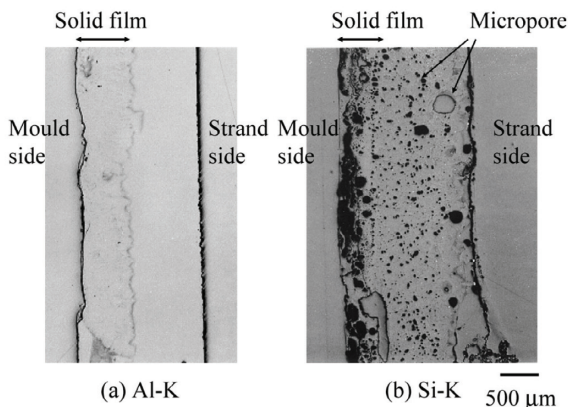 Solid film
Solid film
Micropore
Mould
side
Strand
side
Mould
side
Strand
side
(a) Al-K
(b) Si-K
500 μm